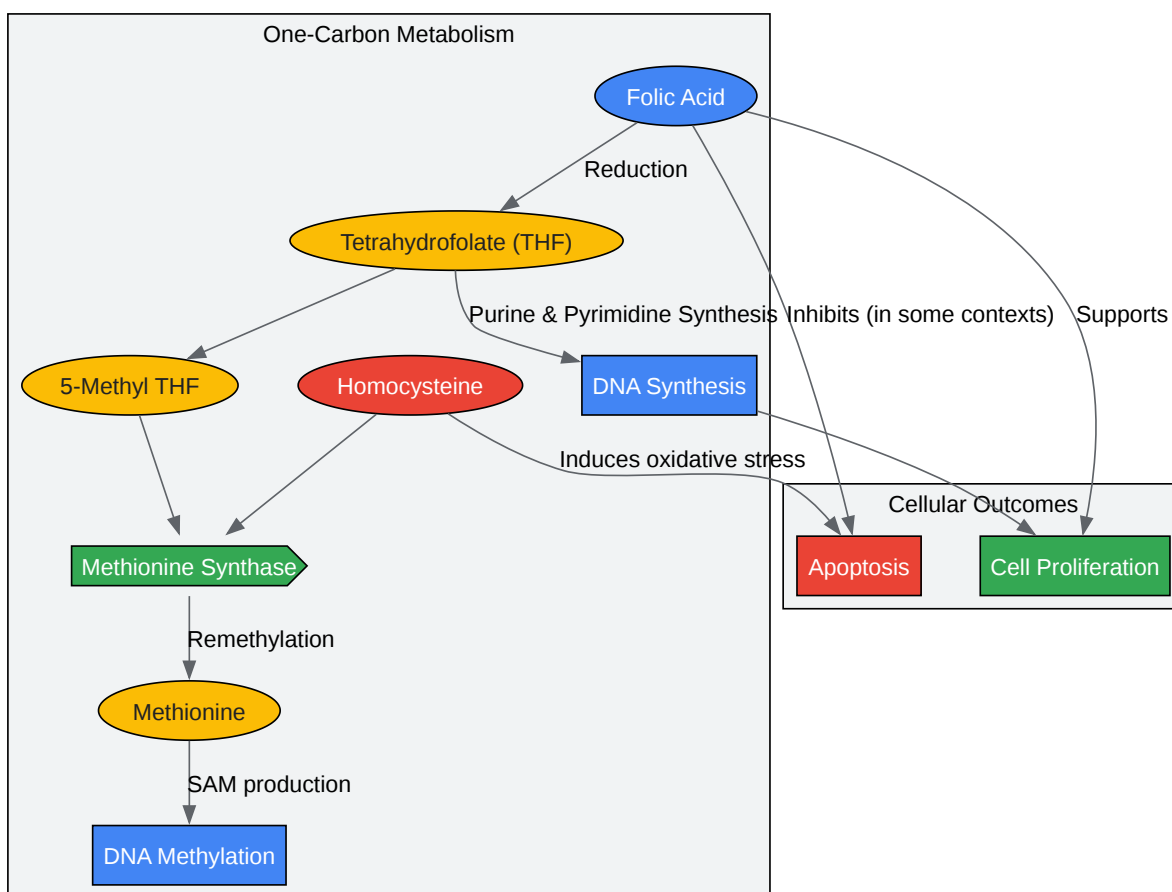 One-Carbon Metabolism
Folic Acid
Reduction
Tetrahydrofolate (THF)
Purine & Pyrimidine Synthesis
Inhibits (in some contexts)
Supports
5-Methyl THF
Homocysteine
DNA Synthesis
Induces oxidative stress
Cellular Outcomes
Methionine Synthase
Apoptosis
Cell Proliferation
Remethylation
Methionine
SAM production
DNA Methylation